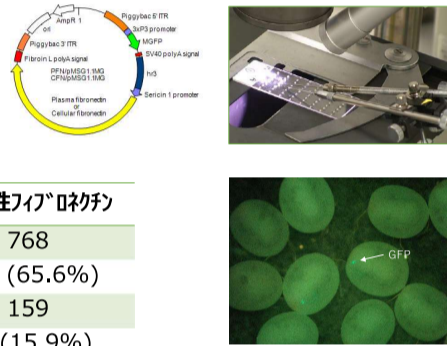 AmpR 1
ori
Piggybac 5' ITR
3xP3 promoter
MGFP
SV40 polyA signal
hr3
Sericin 1 promoter
Piggybac 3' ITR
Fibroin L polyA signal
PFN/pMSG1.1MG
CFN/pMSG1.1MG
Plasma fibronectin
or
Cellular fibronectin
性フィブロネクチン
768
(65.6%)
159
(15.9%)
GFP